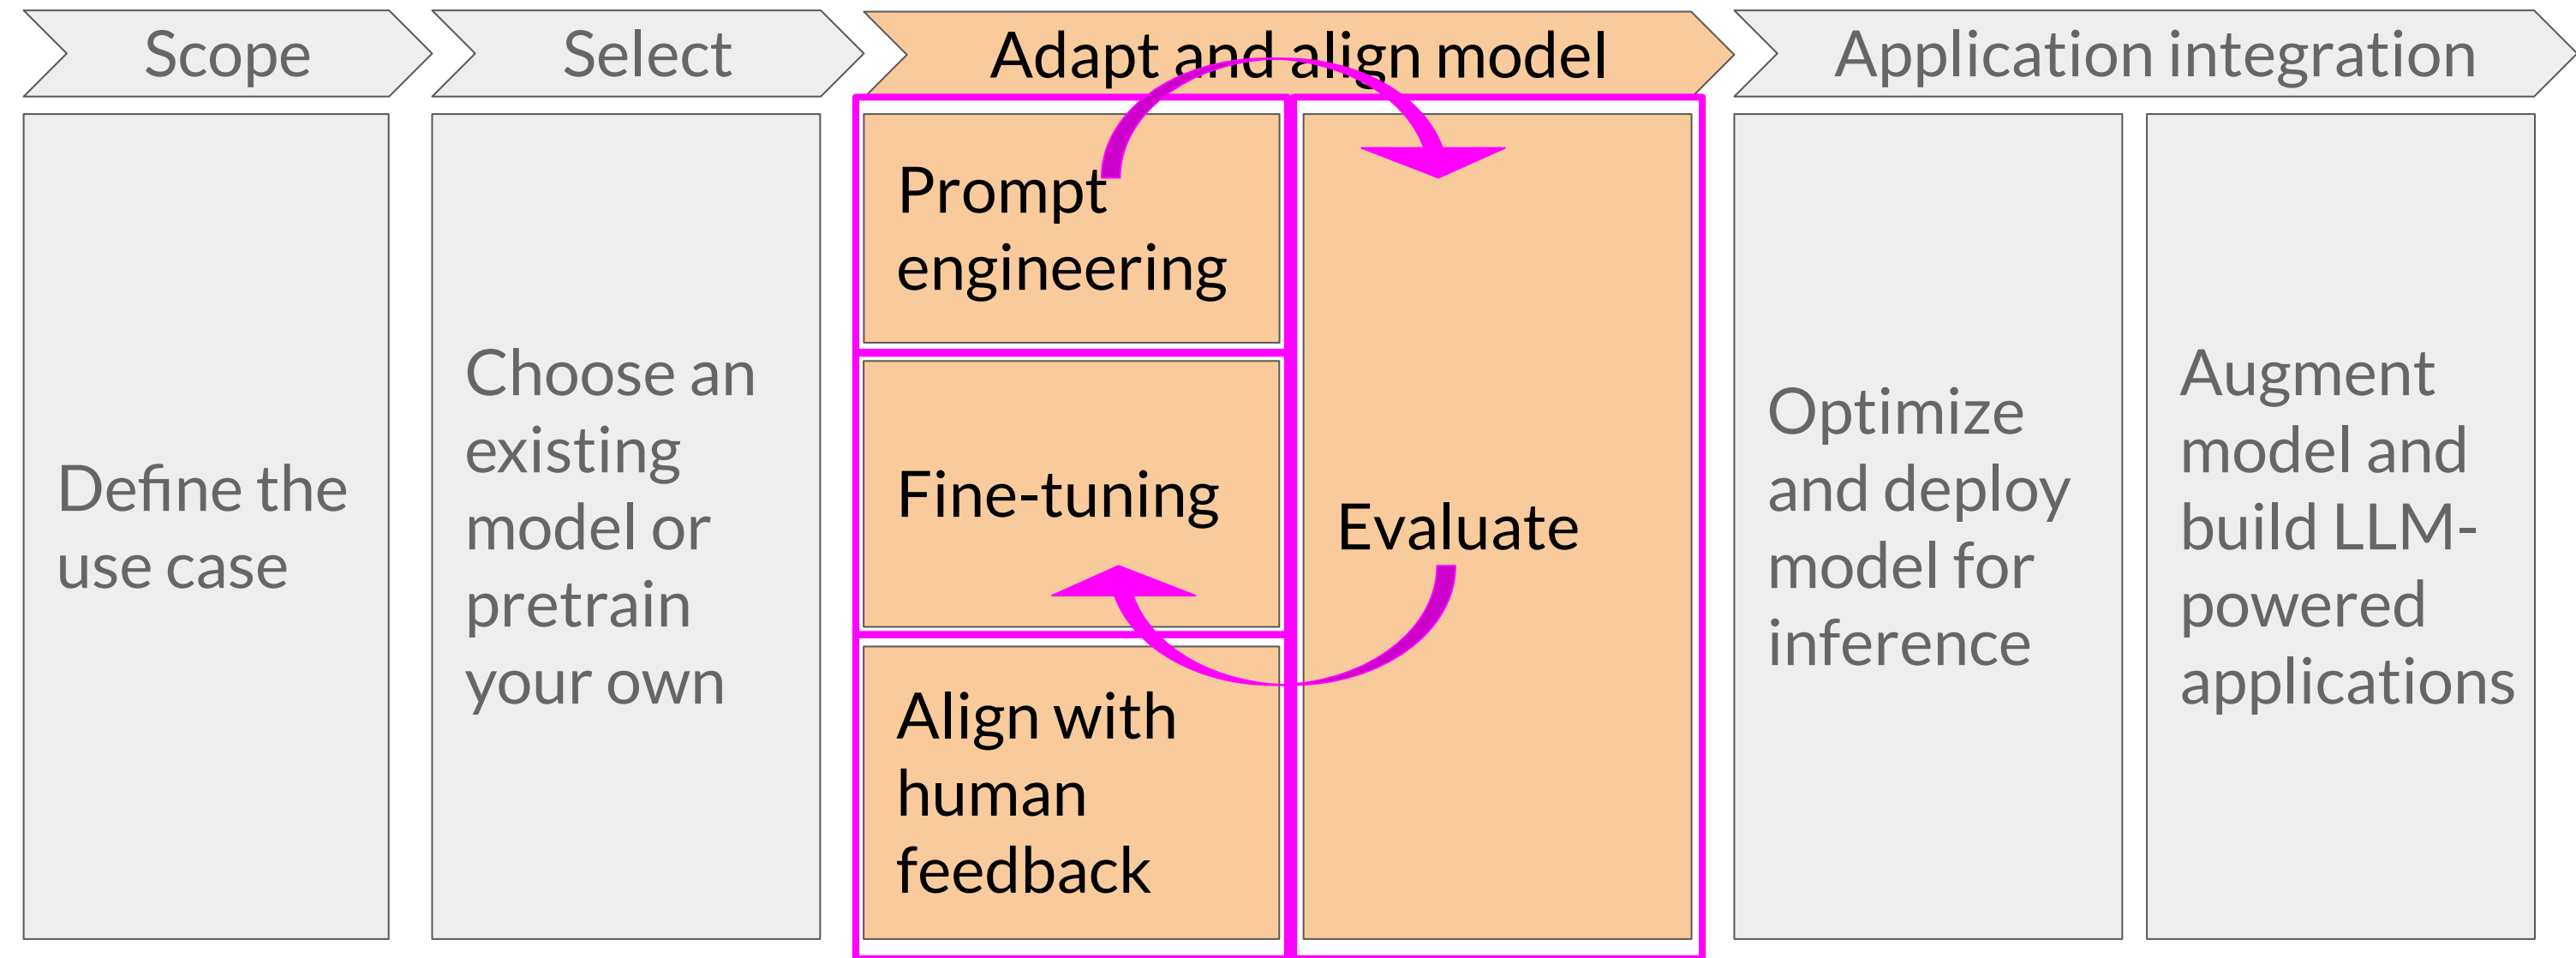 Scope
Select
Adapt and align model
Application integration
Define the
use case
Choose an
existing
model or
pretrain
your own
Prompt
engineering
Fine-tuning
Align with
human
feedback
Evaluate
Optimize
and deploy
model for
inference
Augment
model and
build LLM-
powered
applications